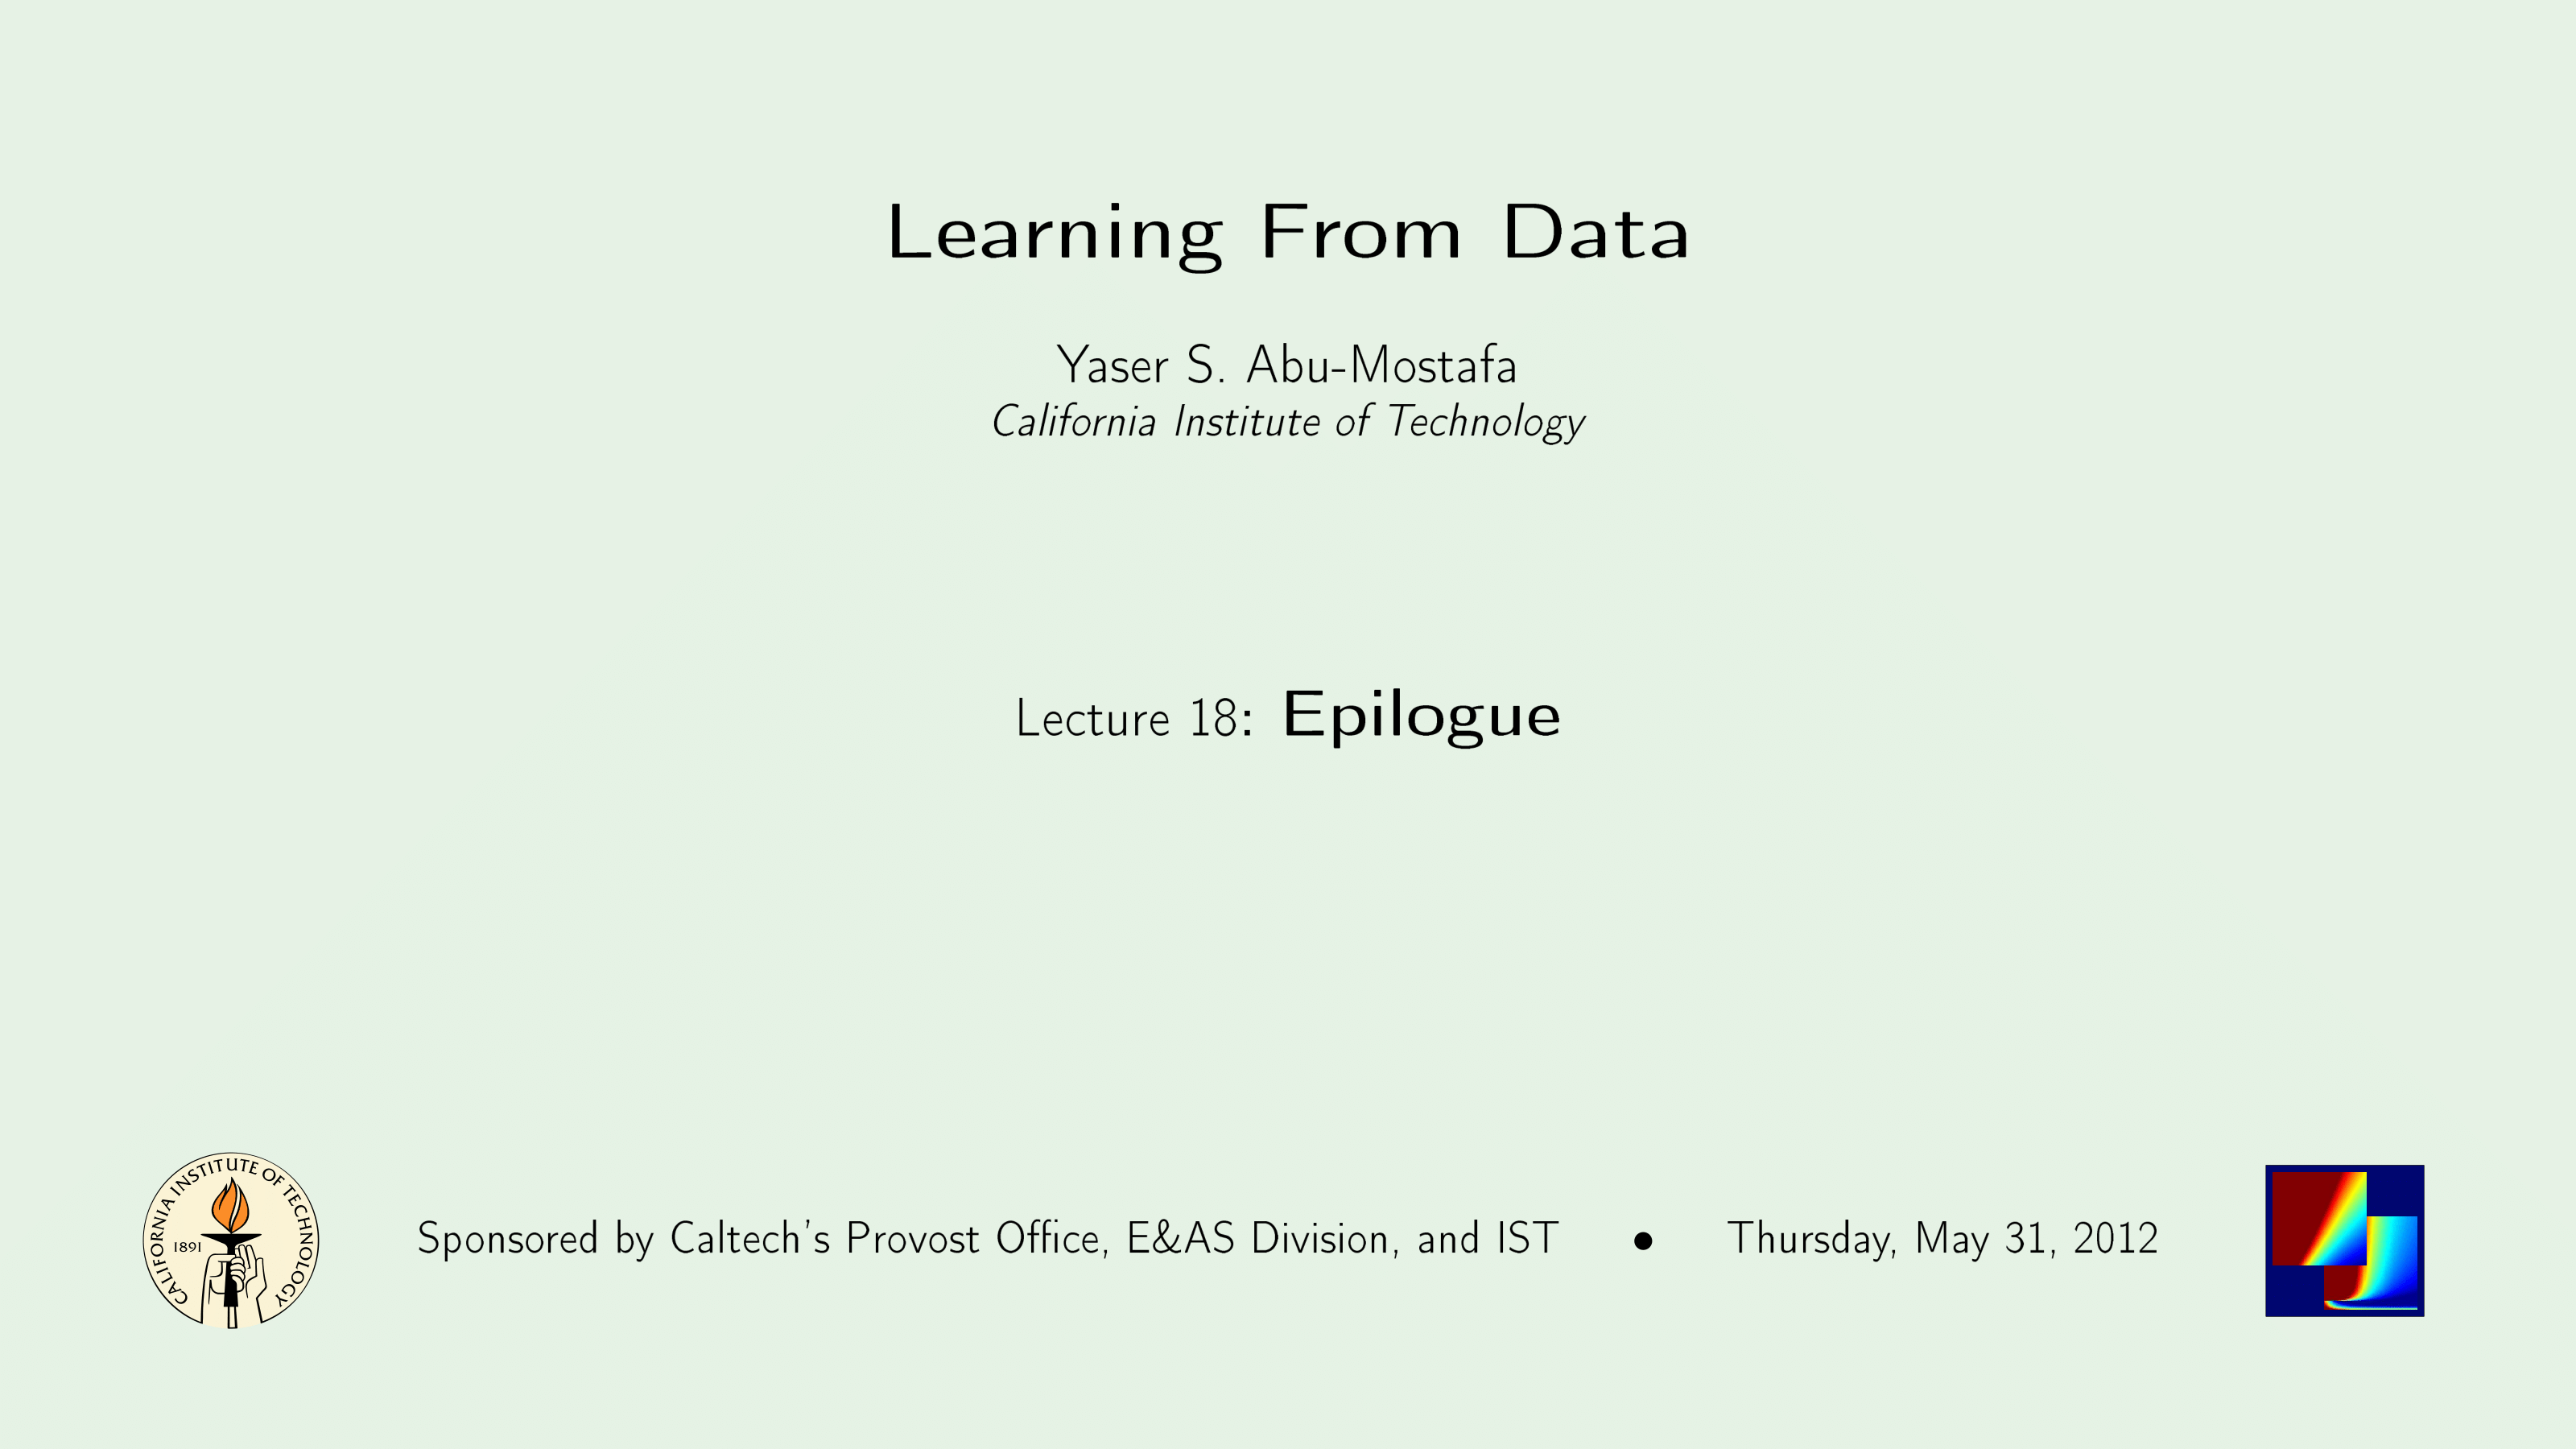 Learning From Data
Yaser S. Abu-Mostafa
California Institute of Technology
Lecture 18: Epilogue
CALIFORNIA INSTITUTE OF TECHNOLOGY
1891
Sponsored by Caltech's Provost Office, E&AS Division, and IST • Thursday, May 31, 2012